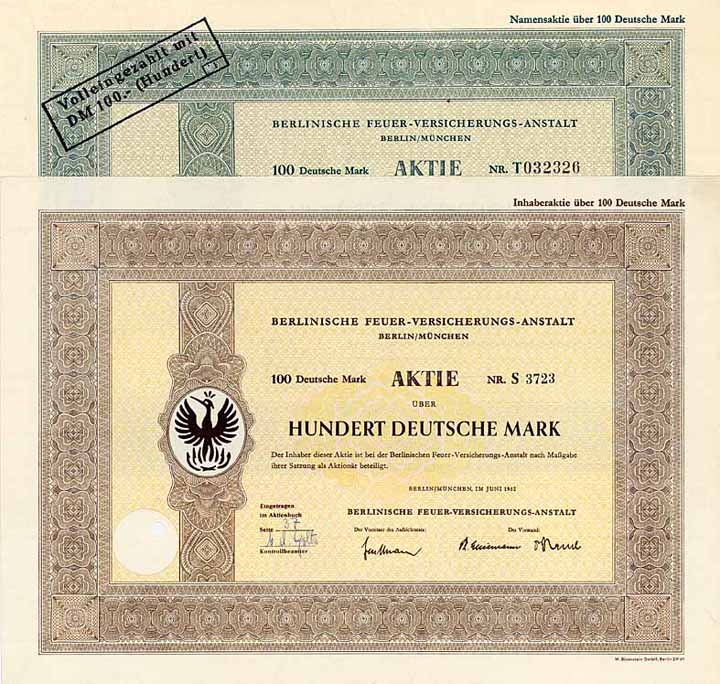 Namensaktie über 100 Deutsche Mark
Volleingezahlt mit
DM 100.- (Hundert)
BERLINISCHE FEUER-VERSICHERUNGS-ANSTALT
BERLIN/MÜNCHEN
100 Deutsche Mark AKTIE NR. T032326
Inhaberaktie über 100 Deutsche Mark
BERLINISCHE FEUER-VERSICHERUNGS-ANSTALT
BERLIN/MÜNCHEN
100 Deutsche Mark AKTIE NR. S 3723
ÜBER
HUNDERT DEUTSCHE MARK
Der Inhaber dieser Aktie ist bei der Berlinischen Feuer-Versicherungs-Anstalt nach Maßgabe
ihrer Satzung als Aktionär beteiligt.
BERLIN/MÜNCHEN, IM JUNI 1962
Eingetragen
im Aktienbuch
Seite 37
Kontrollbeamter
BERLINISCHE FEUER-VERSICHERUNGS-ANSTALT
Der Vorsitzer des Aufsichtsrats: Der Vorstand: